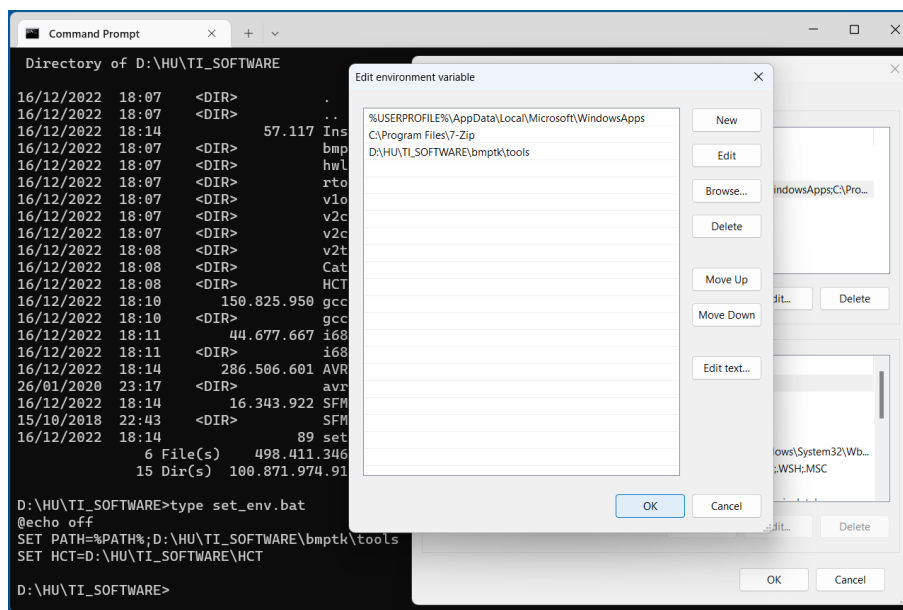 Command Prompt
Directory of D:\HU\TI_SOFTWARE
16/12/2022 18:07 <DIR> .
16/12/2022 18:07 <DIR> ..
16/12/2022 18:14 57.117 Ins
16/12/2022 18:07 <DIR> bmp
16/12/2022 18:07 <DIR> hwl
16/12/2022 18:07 <DIR> rto
16/12/2022 18:07 <DIR> v1o
16/12/2022 18:07 <DIR> v2c
16/12/2022 18:07 <DIR> v2c
16/12/2022 18:08 <DIR> v2t
16/12/2022 18:08 <DIR> Cat
16/12/2022 18:08 <DIR> HCT
16/12/2022 18:10 150.825.950 gcc
16/12/2022 18:10 <DIR> gcc
16/12/2022 18:11 44.677.667 i68
16/12/2022 18:11 <DIR> i68
16/12/2022 18:14 286.506.601 AVR
26/01/2020 23:17 <DIR> avr
16/12/2022 18:14 16.343.922 SFM
15/10/2018 22:43 <DIR> SFM
16/12/2022 18:14 89 set
6 File(s) 498.411.346
15 Dir(s) 100.871.974.91
D:\HU\TI_SOFTWARE>type set_env.bat
@echo off
SET PATH=%PATH%;D:\HU\TI_SOFTWARE\bmptk\tools
SET HCT=D:\HU\TI_SOFTWARE\HCT
D:\HU\TI_SOFTWARE>
Edit environment variable
%USERPROFILE%\AppData\Local\Microsoft\WindowsApps
C:\Program Files\7-Zip
D:\HU\TI_SOFTWARE\bmptk\tools
New
Edit
Browse...
Delete
Move Up
Move Down
Edit text...
OK
Cancel
indowsApps;C:\Pro...
dit...
Delete
ows\System32\Wb...
;.WSH;.MSC
dit...
Delete
OK
Cancel